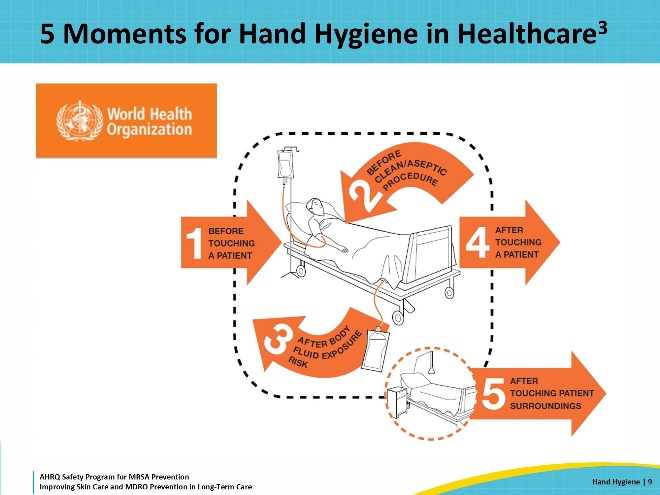 5 Moments for Hand Hygiene in Healthcare³
World Health
Organization
1 BEFORE
TOUCHING
A PATIENT
2 BEFORE
CLEAN/ASEPTIC
PROCEDURE
3 AFTER BODY
FLUID EXPOSURE
RISK
4 AFTER
TOUCHING
A PATIENT
5 AFTER
TOUCHING PATIENT
SURROUNDINGS
AHRQ Safety Program for MRSA Prevention
Improving Skin Care and MDRO Prevention in Long-Term Care
Hand Hygiene | 9